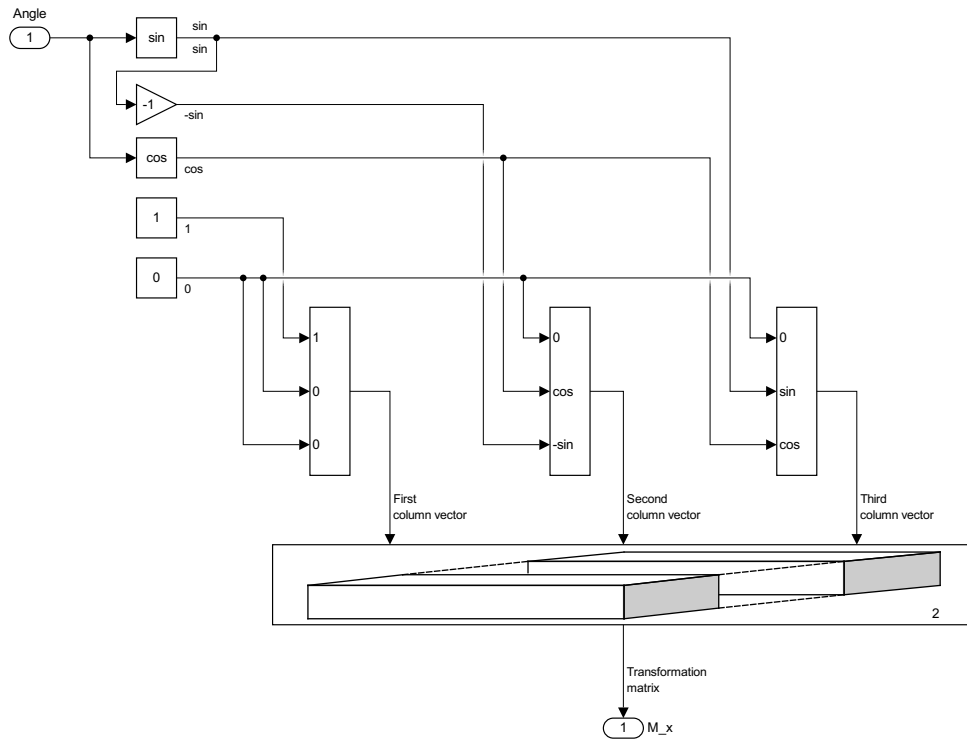 Angle
1
sin
sin
sin
-1
-sin
cos
cos
1
1
0
0
1
0
0
0
cos
-sin
0
sin
cos
First
column vector
Second
column vector
Third
column vector
2
Transformation
matrix
1
M_x